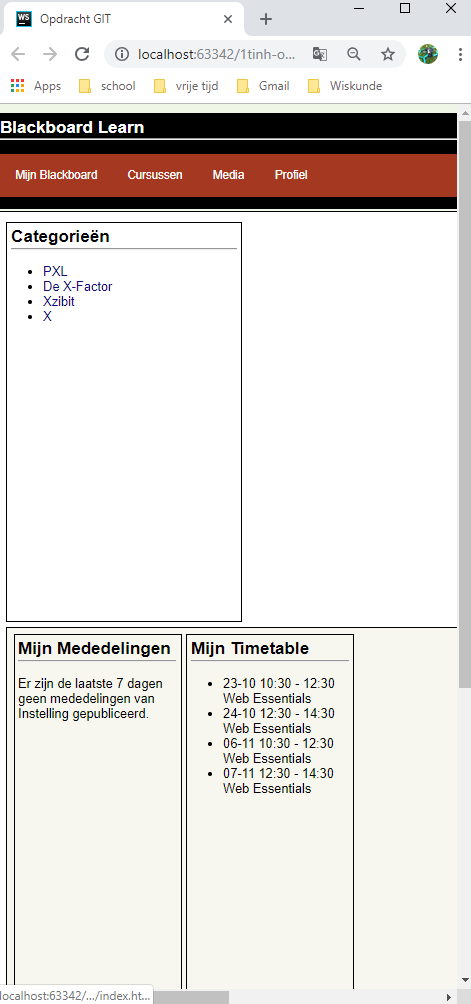 WS Opdracht GIT
localhost:63342/1tinh-o...
Apps school vrije tijd Gmail Wiskunde
Blackboard Learn
Mijn Blackboard Cursussen Media Profiel
Categorieën
PXL
De X-Factor
Xzibit
X
Mijn Mededelingen
Er zijn de laatste 7 dagen
geen mededelingen van
Instelling gepubliceerd.
Mijn Timetable
23-10 10:30 - 12:30
Web Essentials
24-10 12:30 - 14:30
Web Essentials
06-11 10:30 - 12:30
Web Essentials
07-11 12:30 - 14:30
Web Essentials
localhost:63342/.../index.ht...